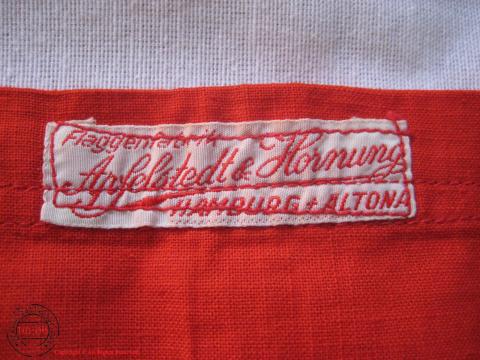 Flaggenfabrik
Apfelstedt & Hornung
HAMBURG + ALTONA